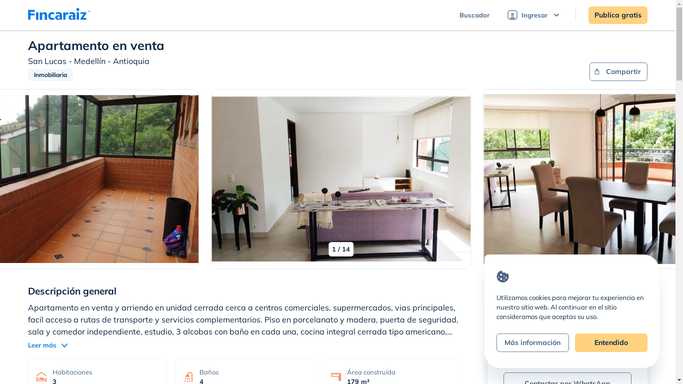 Fincaraiz
Buscador
Ingresar
Publica gratis
Apartamento en venta
San Lucas - Medellín - Antioquia
Inmobiliaria
Compartir
1 / 14
Descripción general
Apartamento en venta y arriendo en unidad cerrada cerca a centros comerciales, supermercados, vias principales,
facil acceso a rutas de transporte y servicios complementarios. Piso en porcelanato y madera, puerta de seguridad,
sala y comedor independiente, estudio, 3 alcobas con baño en cada una, cocina integral cerrada tipo americano,...
Leer más
Habitaciones
3
Baños
4
Área construida
179 m²
Utilizamos cookies para mejorar tu experiencia en
nuestro sitio web. Al continuar en el sitio
consideramos que aceptas su uso.
Más información
Entendido
Contactar por WhatsApp